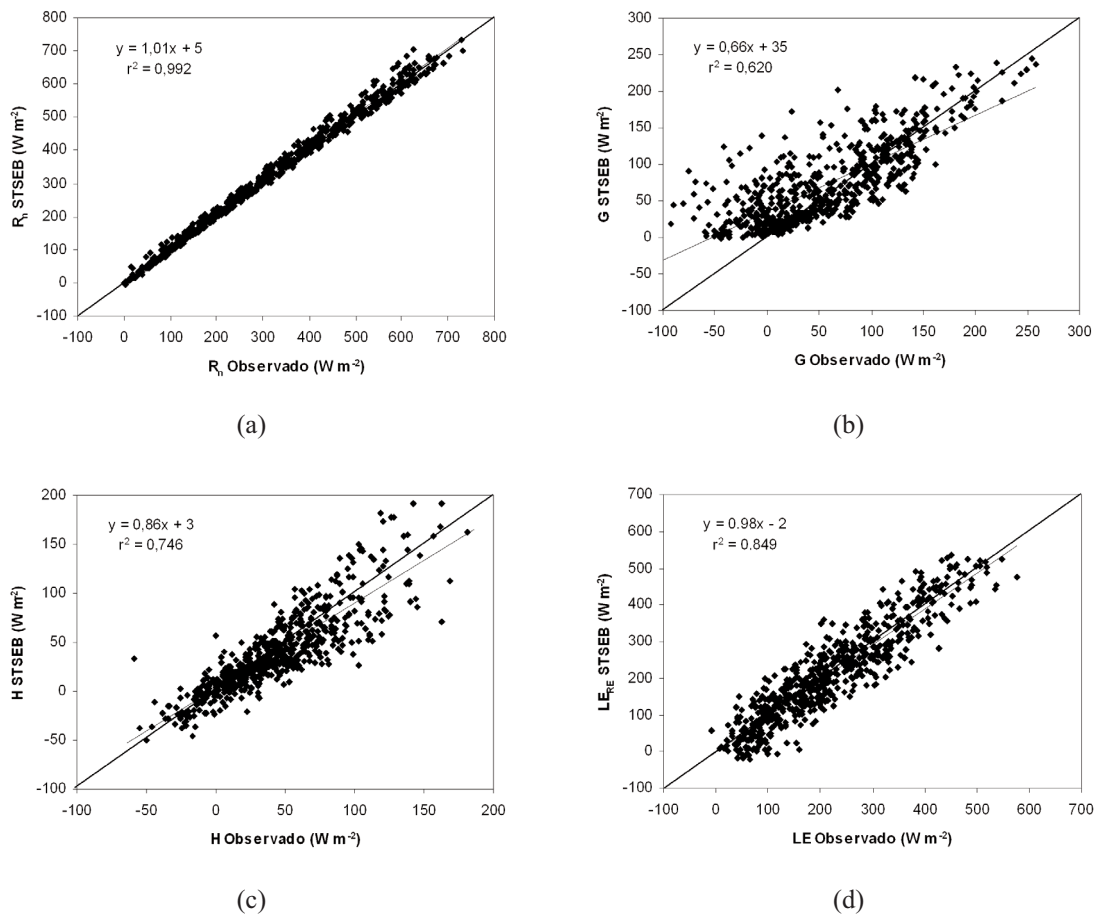 800
700
600
500
400
300
200
100
0
-100
y = 1,01x + 5
r² = 0,992
Rn STSEB (W m-2)
-100 0 100 200 300 400 500 600 700 800
Rn Observado (W m-2)
(a)
300
250
200
150
100
50
0
-50
-100
y = 0,66x + 35
r² = 0,620
G STSEB (W m-2)
-100 -50 0 50 100 150 200 250 300
G Observado (W m-2)
(b)
200
150
100
50
0
-50
-100
y = 0,86x + 3
r² = 0,746
H STSEB (W m-2)
-100 -50 0 50 100 150 200
H Observado (W m-2)
(c)
700
600
500
400
300
200
100
0
-100
y = 0.98x - 2
r² = 0.849
LERE STSEB (W m-2)
-100 0 100 200 300 400 500 600 700
LE Observado (W m-2)
(d)